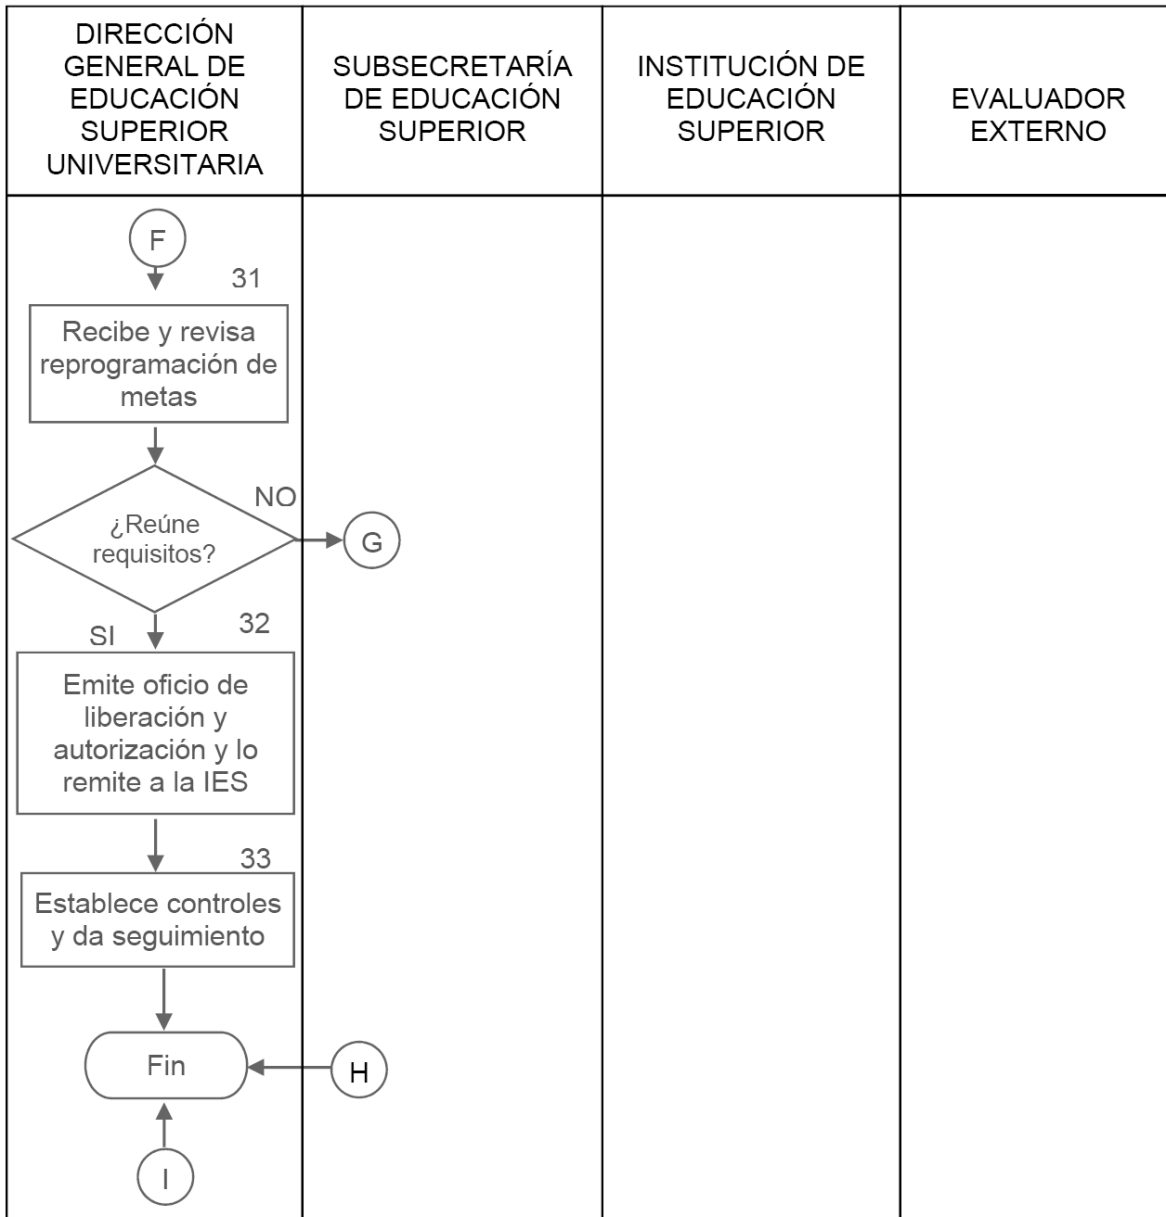 DIRECCIÓN
GENERAL DE
EDUCACIÓN
SUPERIOR
UNIVERSITARIA
SUBSECRETARÍA
DE EDUCACIÓN
SUPERIOR
INSTITUCIÓN DE
EDUCACIÓN
SUPERIOR
EVALUADOR
EXTERNO
F
31
Recibe y revisa
reprogramación de
metas
NO
¿Reúne
requisitos?
G
SI
32
Emite oficio de
liberación y
autorización y lo
remite a la IES
33
Establece controles
y da seguimiento
Fin
H
I